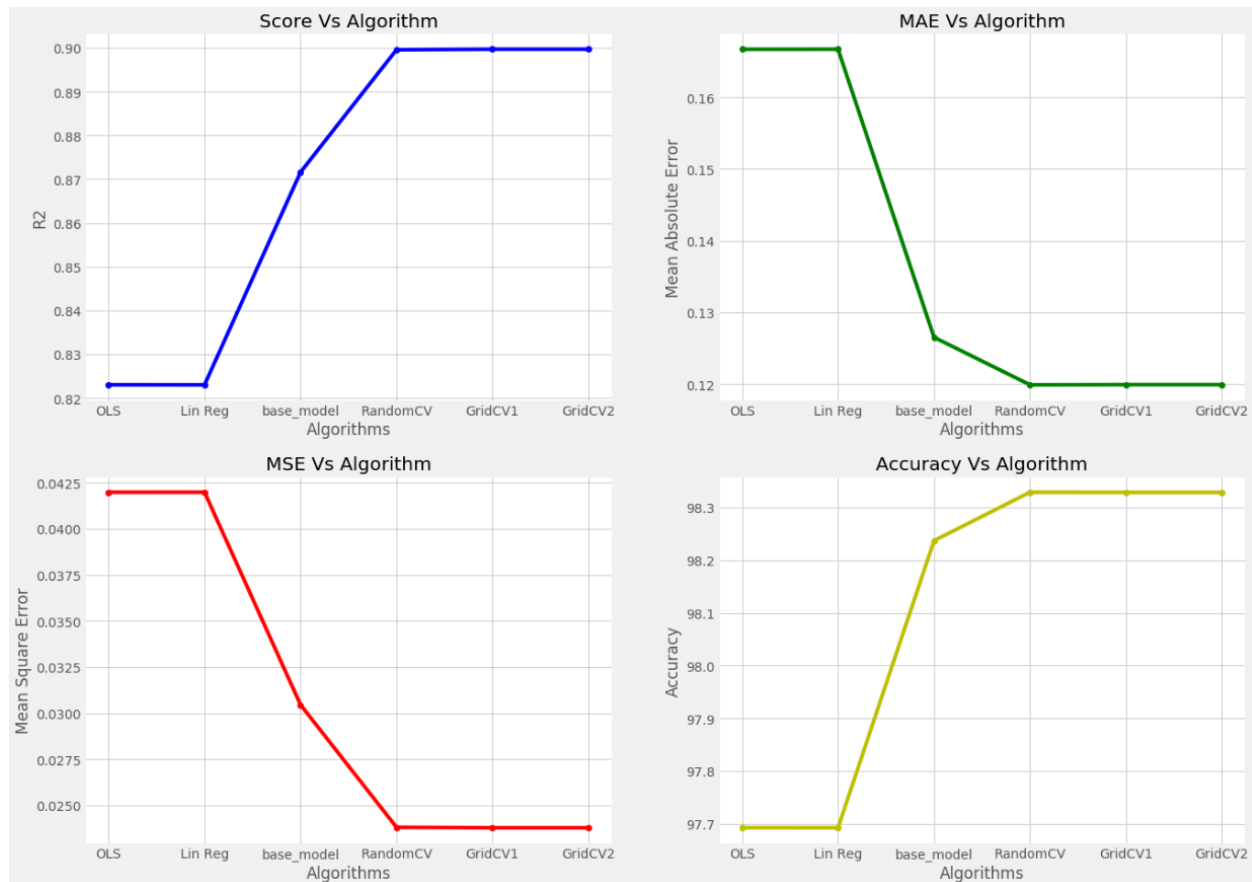 Score Vs Algorithm
0.90
0.89
0.88
0.87
0.86
0.85
0.84
0.83
0.82
R2
OLS Lin Reg base_model RandomCV GridCV1 GridCV2
Algorithms
MAE Vs Algorithm
0.16
0.15
0.14
0.13
0.12
Mean Absolute Error
OLS Lin Reg base_model RandomCV GridCV1 GridCV2
Algorithms
MSE Vs Algorithm
0.0425
0.0400
0.0375
0.0350
0.0325
0.0300
0.0275
0.0250
Mean Square Error
OLS Lin Reg base_model RandomCV GridCV1 GridCV2
Algorithms
Accuracy Vs Algorithm
98.3
98.2
98.1
98.0
97.9
97.8
97.7
Accuracy
OLS Lin Reg base_model RandomCV GridCV1 GridCV2
Algorithms